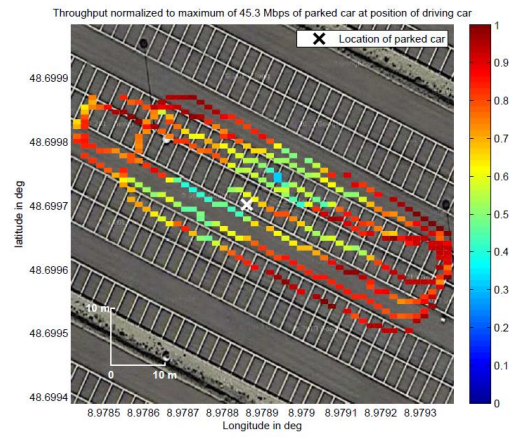 Throughput normalized to maximum of 45.3 Mbps of parked car at position of driving car
Location of parked car
1
0.9
0.8
0.7
0.6
0.5
0.4
0.3
0.2
0.1
0
48.6999
48.6998
48.6997
48.6996
48.6995
48.6994
latitude in deg
10 m
0 10 m
8.9785 8.9786 8.9787 8.9788 8.9789 8.979 8.9791 8.9792 8.9793
Longitude in deg